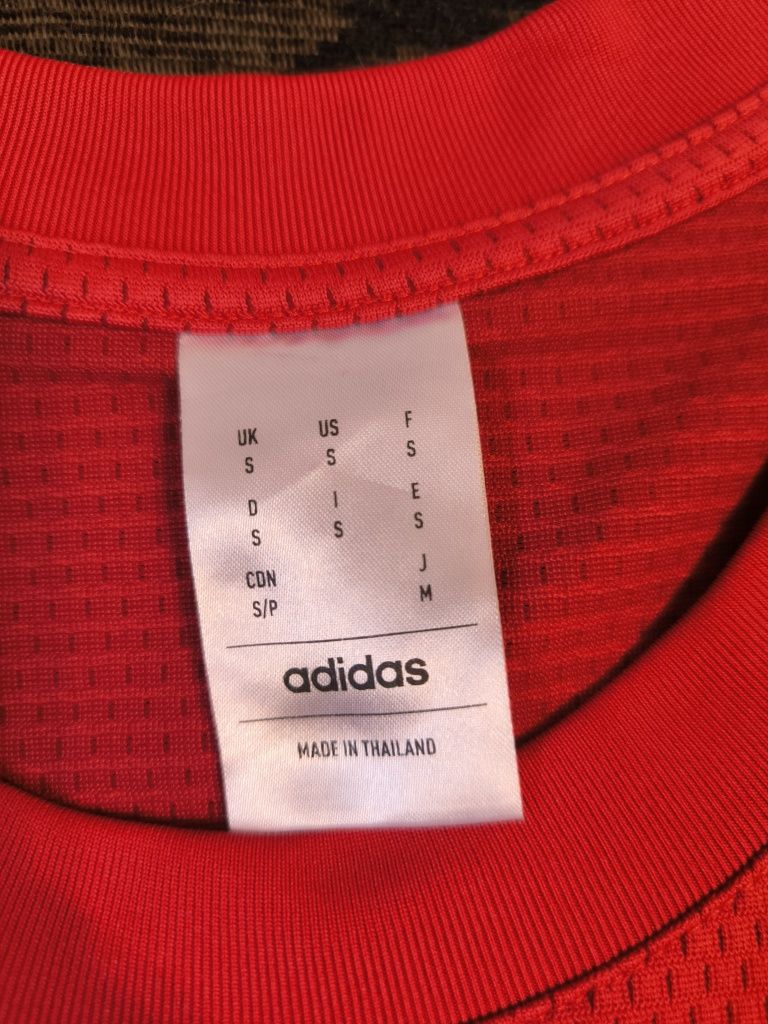 UK US F
S S S
D I E
S S S
CDN J
S/P M
adidas
MADE IN THAILAND